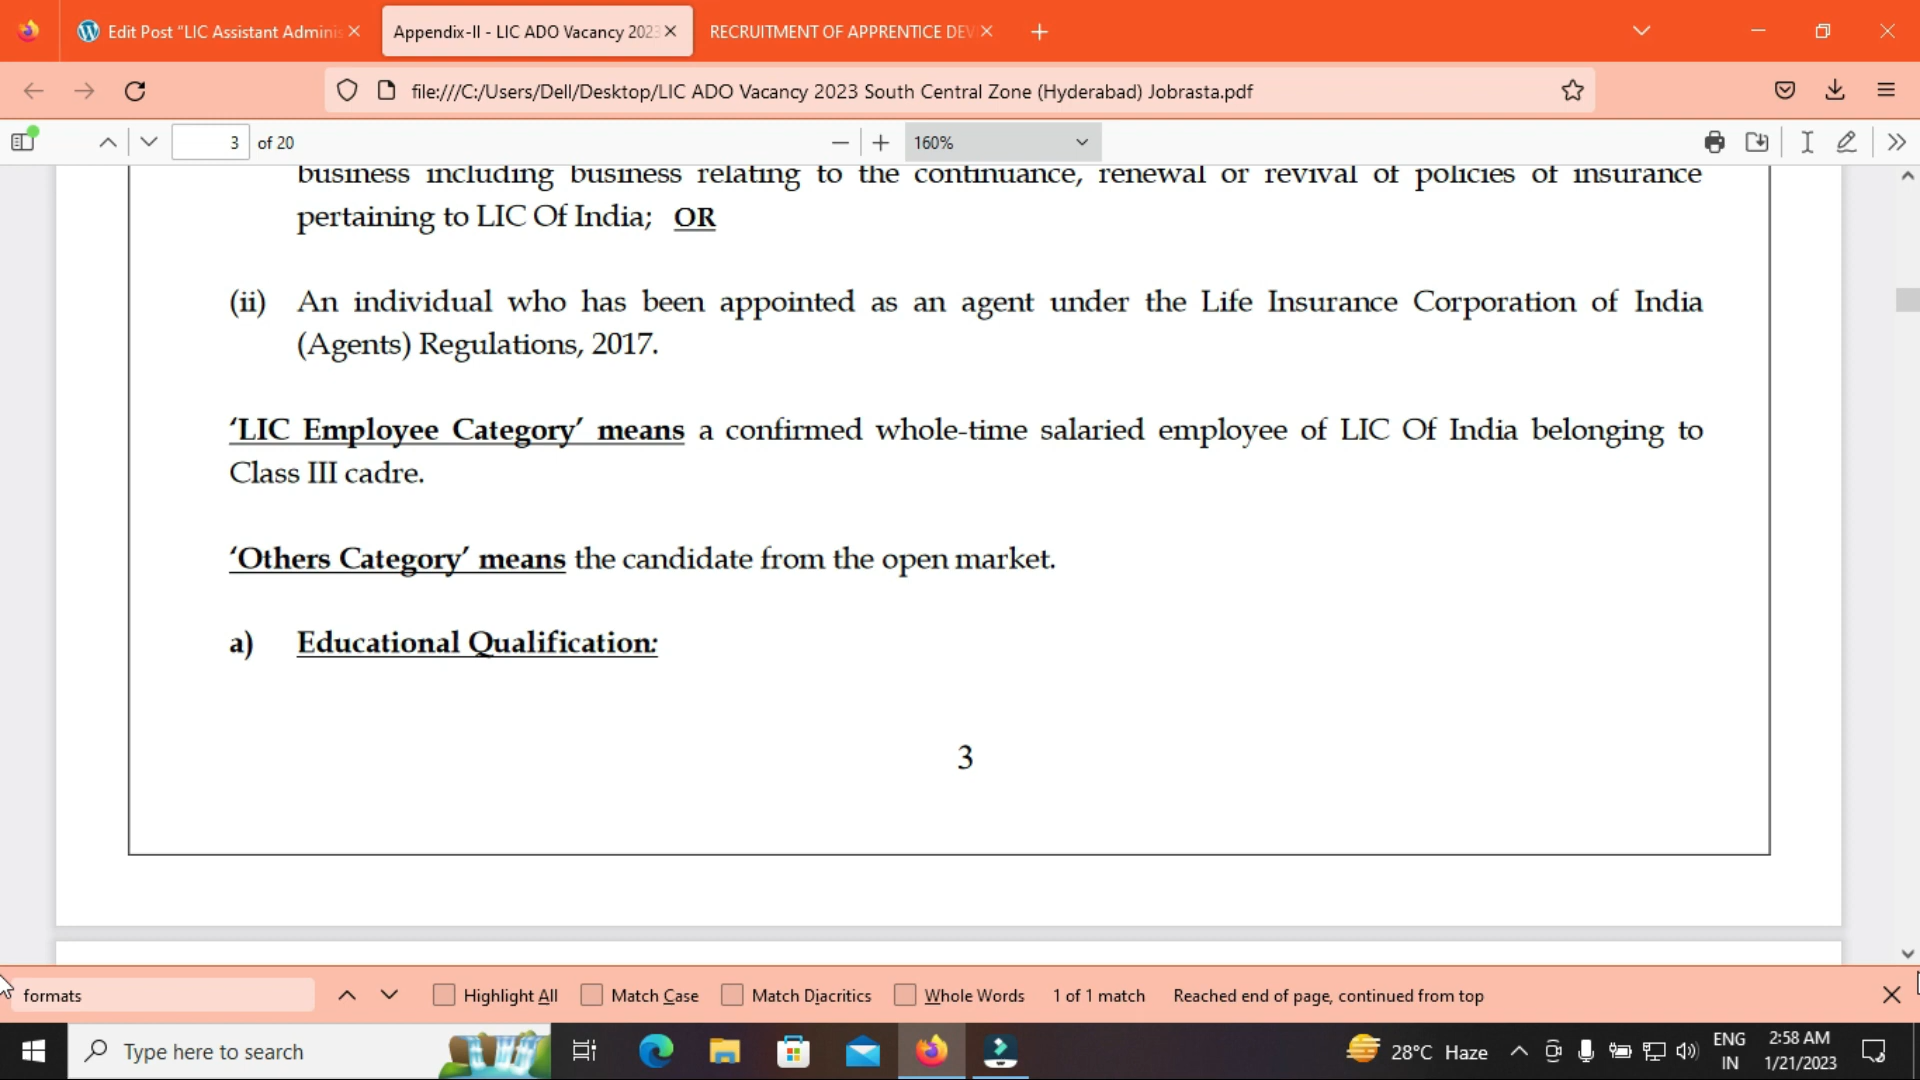 Edit Post “LIC Assistant Adminis
Appendix-II - LIC ADO Vacancy 2023
RECRUITMENT OF APPRENTICE DEV
file:///C:/Users/Dell/Desktop/LIC ADO Vacancy 2023 South Central Zone (Hyderabad) Jobrasta.pdf
3 of 20
160%
business including business relating to the continuance, renewal or revival of policies of insurance
pertaining to LIC Of India; OR
(ii) An individual who has been appointed as an agent under the Life Insurance Corporation of India
(Agents) Regulations, 2017.
‘LIC Employee Category’ means a confirmed whole-time salaried employee of LIC Of India belonging to
Class III cadre.
‘Others Category’ means the candidate from the open market.
a) Educational Qualification:
3
formats
Highlight All
Match Case
Match Diacritics
Whole Words
1 of 1 match
Reached end of page, continued from top
Type here to search
28°C Haze
ENG
IN
2:58 AM
1/21/2023